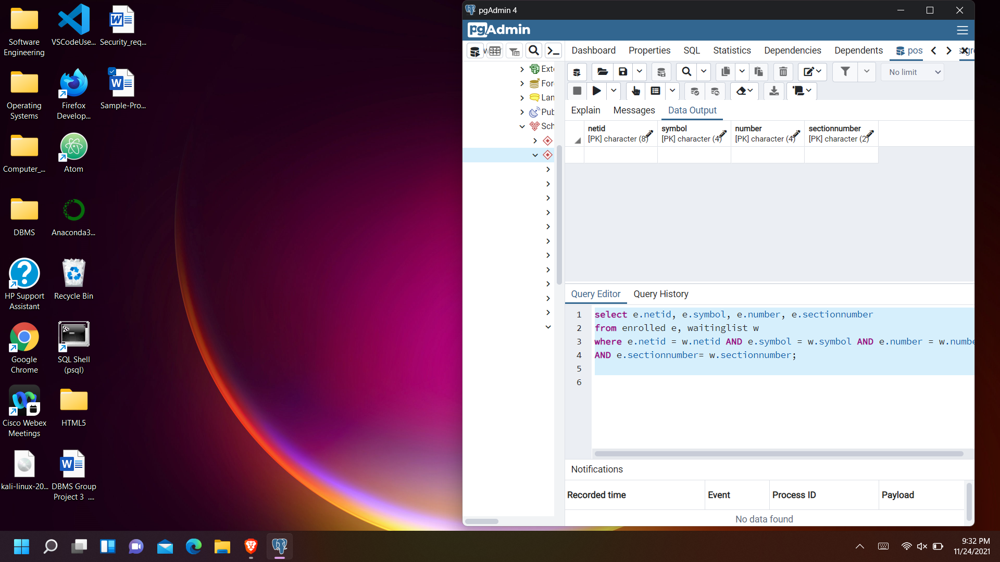 Software
Engineering
VSCodeUse...
Security_req...
Operating
Systems
Firefox
Develop...
Sample-Pro...
Computer_...
Atom
DBMS
Anaconda3...
HP Support
Assistant
Recycle Bin
Google
Chrome
SQL Shell
(psql)
Cisco Webex
Meetings
HTML5
kali-linux-20...
DBMS Group
Project 3 ....
pgAdmin 4
pgAdmin
Dashboard Properties SQL Statistics Dependencies Dependents pos
No limit
Exte
Fore
Lan
Pub
Sch
Explain Messages Data Output
netid symbol number sectionnumber
[PK] character (8) [PK] character (4) [PK] character (4) [PK] character (2)
Query Editor Query History
1 select e.netid, e.symbol, e.number, e.sectionnumber
2 from enrolled e, waitinglist w
3 where e.netid = w.netid AND e.symbol = w.symbol AND e.number = w.numbe
4 AND e.sectionnumber= w.sectionnumber;
5
6
Notifications
Recorded time Event Process ID Payload
No data found
9:32 PM
11/24/2021